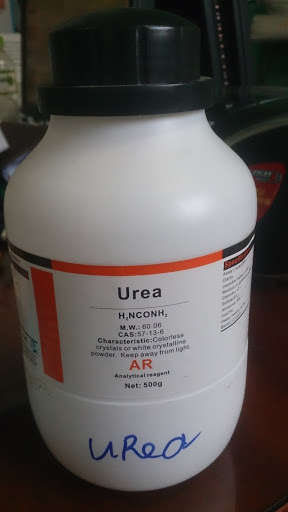 Urea
H₂NCONH₂
M.W.: 60.06
CAS:57-13-6
Characteristic:Colorless
crystals or white crystalline
powder. Keep away from light.
AR
Analytical reagent
Net: 500g
uRea